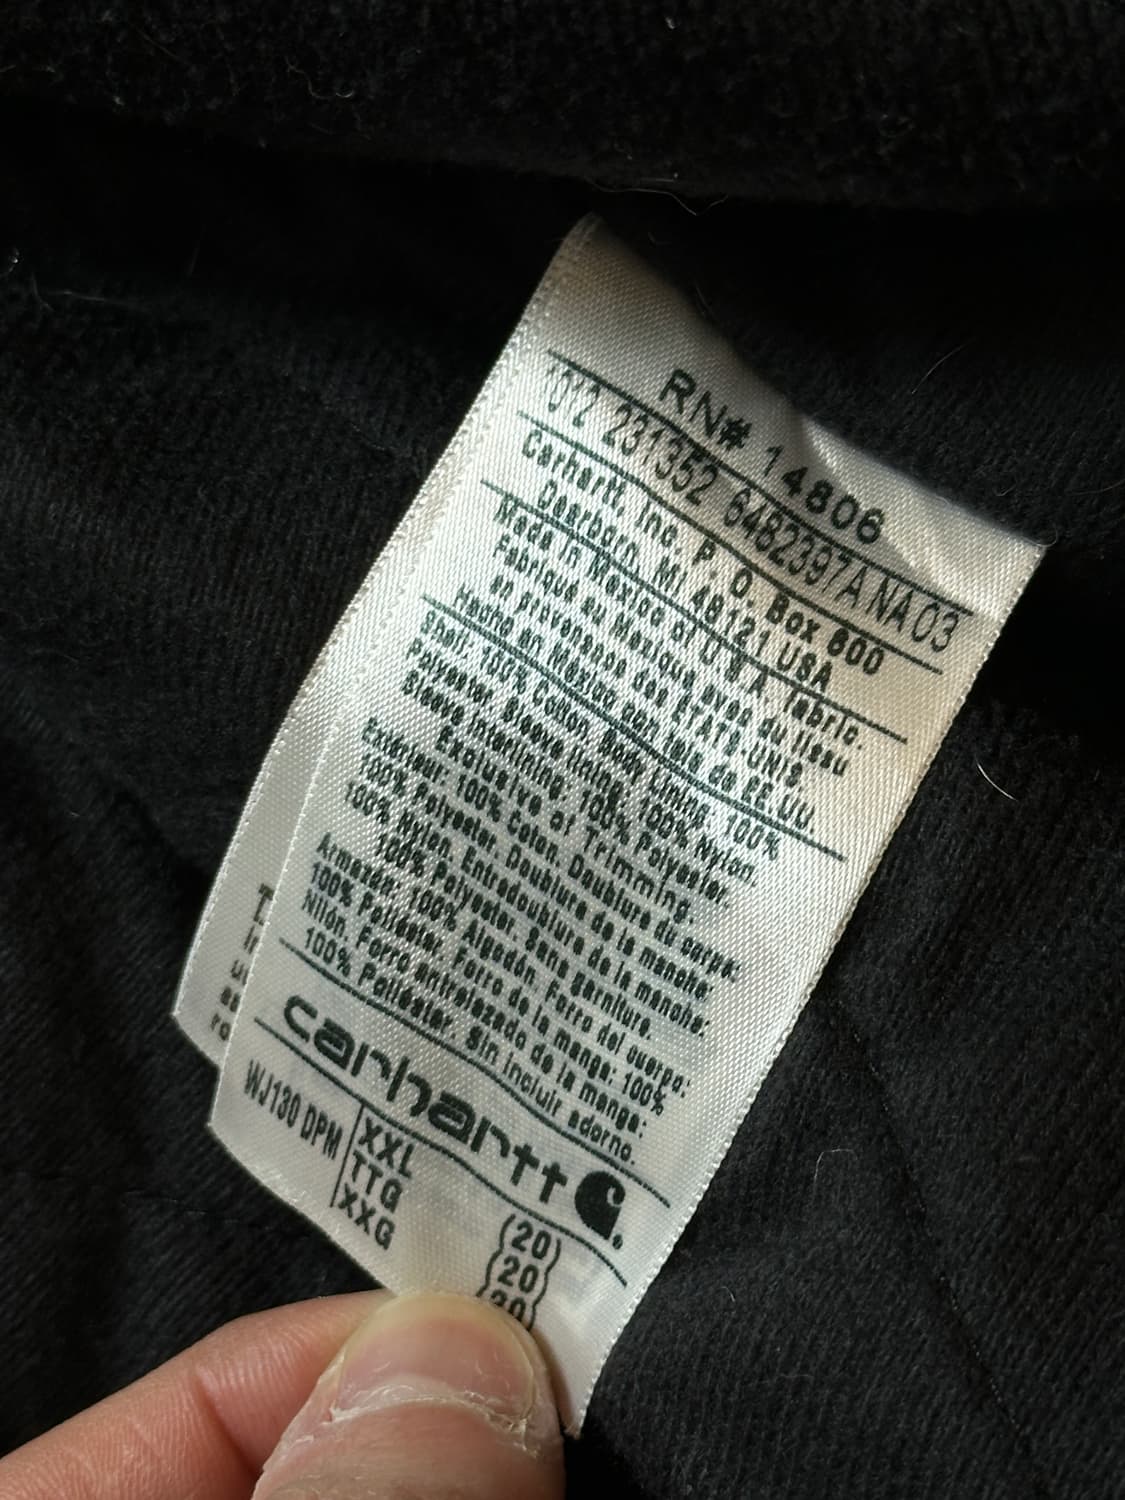 RN# 14806
1012 231352 6482397A NA 03
Carhartt, Inc. P. O. Box 600
Dearborn, MI 48121 USA
Made in Mexico of U S A fabric.
Fabriqué au Mexique avec du tissu
en provenance des ÉTATS-UNIS
Hecho en México con tela de EE.UU.
Shell: 100% Cotton. Body Lining: 100%
Polyester. Sleeve lining: 100% Nylon.
Sleeve Interlining: 100% Polyester.
Exclusive of Trimming.
Extérieur: 100% Coton. Doublure du corps:
100% Polyester. Doublure de la manche:
100% Nylon. Entredoublure de la manche:
100% Polyester. Sans garniture.
Armazón: 100% Algodón. Forro del cuerpo:
100% Poliéster. Forro de la manga: 100%
Nilón. Forro entrelazado de la manga:
100% Poliéster. Sin incluir adorno.
carhartt
WJ130 DPM
XXL (20)
TTG (20
XXG (20